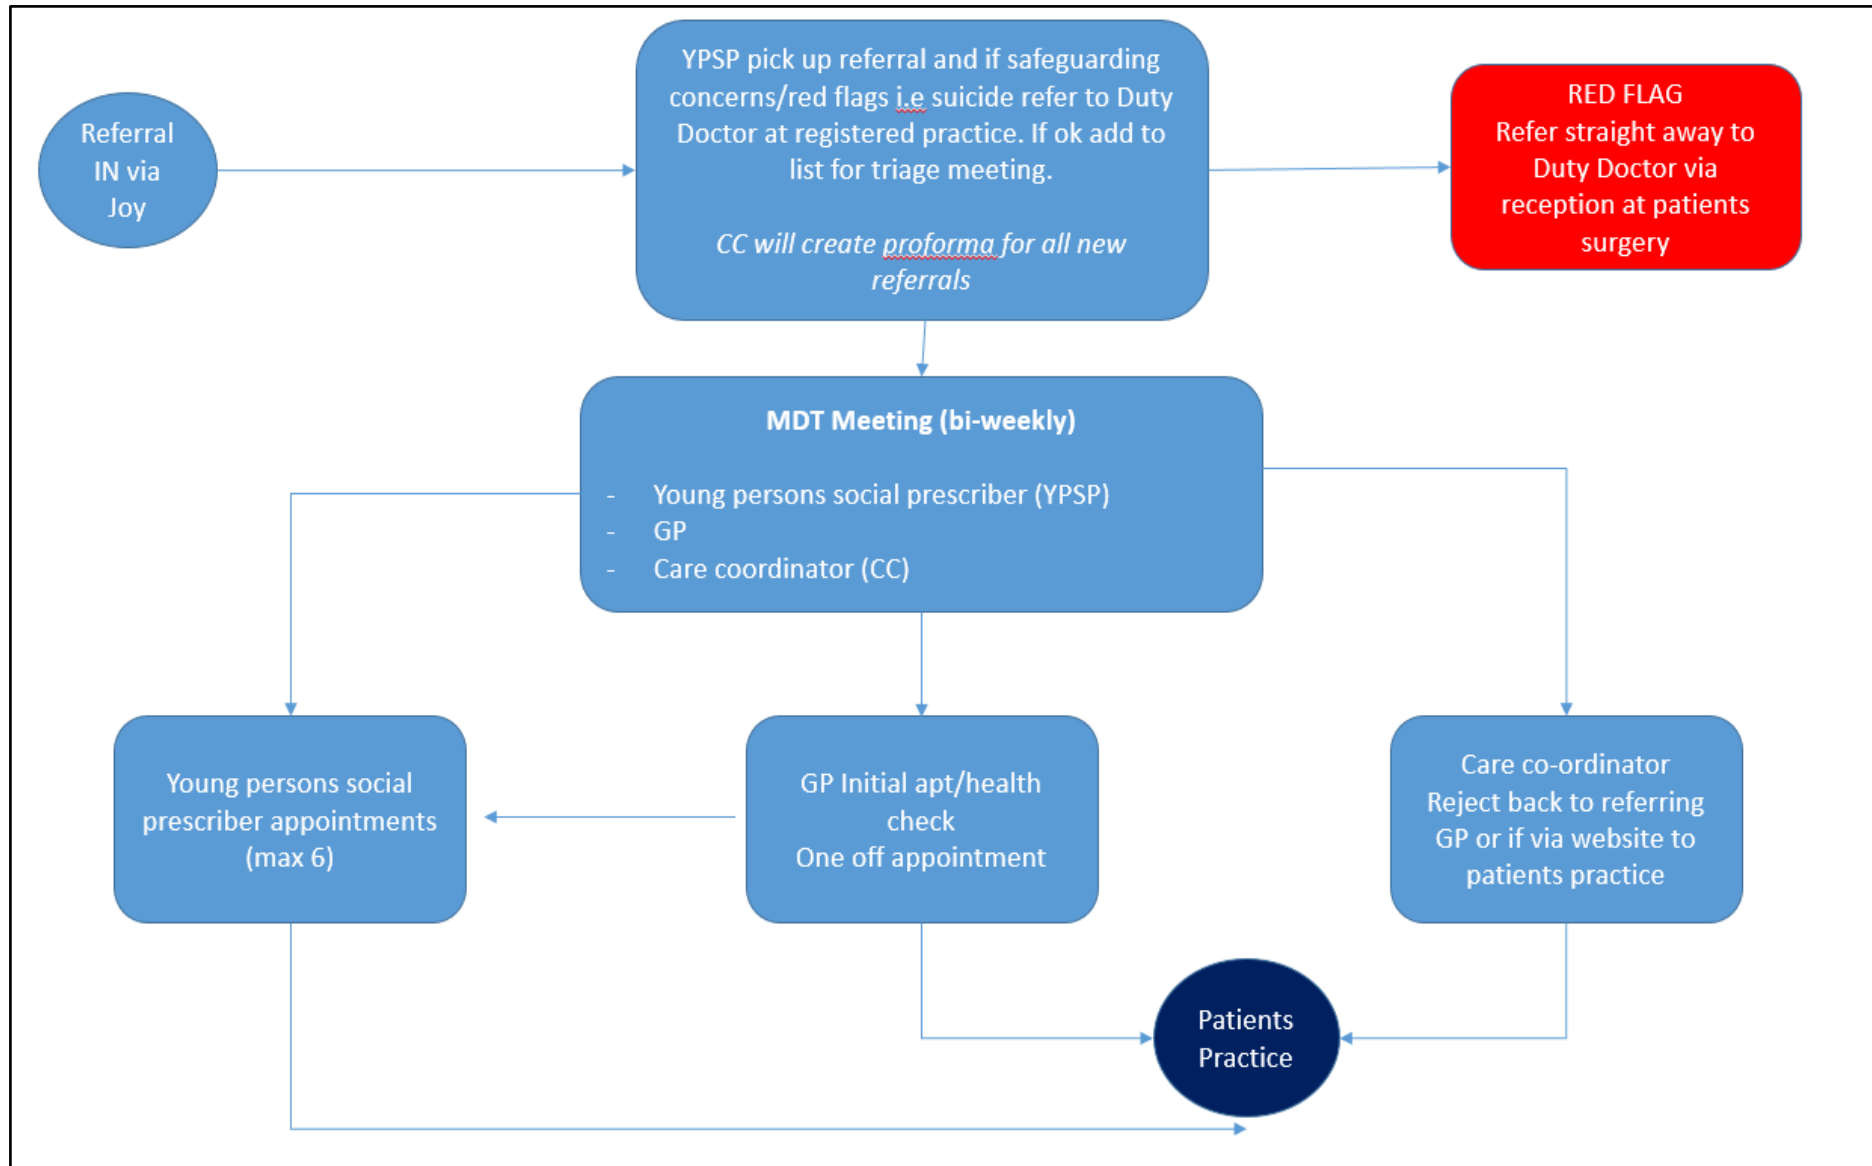 Referral
IN via
Joy
YPSP pick up referral and if safeguarding
concerns/red flags i.e suicide refer to Duty
Doctor at registered practice. If ok add to
list for triage meeting.
CC will create proforma for all new
referrals
RED FLAG
Refer straight away to
Duty Doctor via
reception at patients
surgery
MDT Meeting (bi-weekly)
- Young persons social prescriber (YPSP)
- GP
- Care coordinator (CC)
Young persons social
prescriber appointments
(max 6)
GP Initial apt/health
check
One off appointment
Care co-ordinator
Reject back to referring
GP or if via website to
patients practice
Patients
Practice